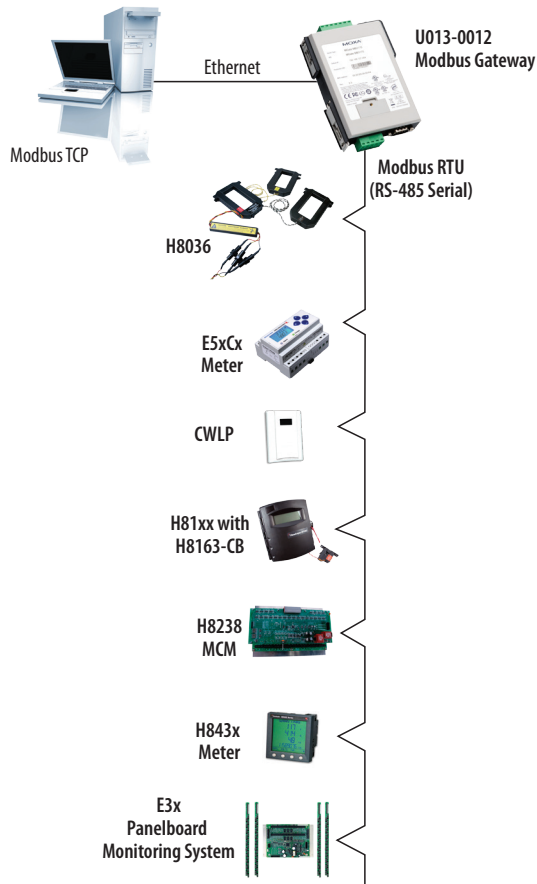 MOXA
U013-0012
Modbus Gateway
Ethernet
Modbus TCP
Modbus RTU
(RS-485 Serial)
H8036
E5xCx
Meter
CWLP
H81xx with
H8163-CB
H8238
MCM
H843x
Meter
E3x
Panelboard
Monitoring System